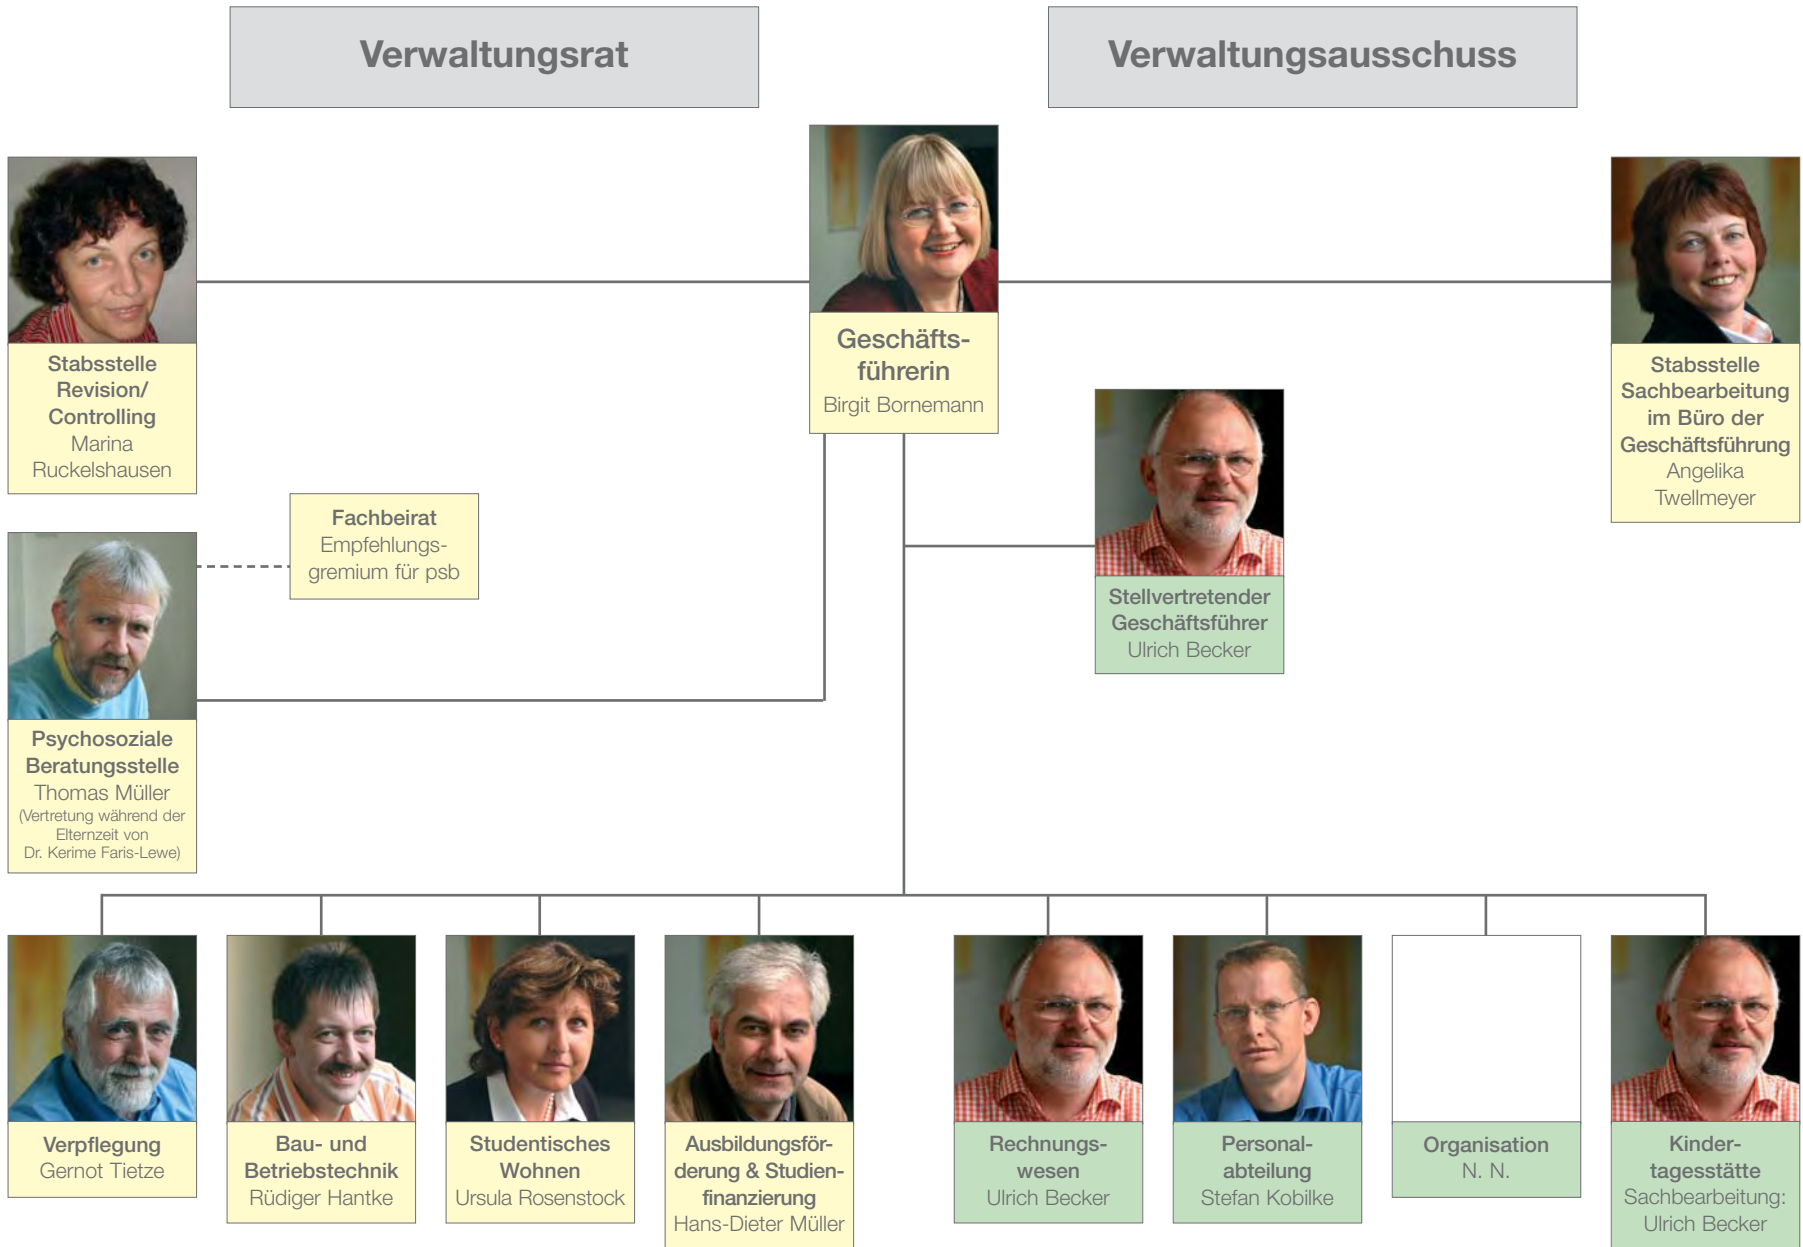 Verwaltungsrat
Verwaltungsausschuss
Geschäfts-
führerin
Birgit Bornemann
Stabsstelle
Revision/
Controlling
Marina
Ruckelshausen
Stabsstelle
Sachbearbeitung
im Büro der
Geschäftsführung
Angelika
Twellmeyer
Fachbeirat
Empfehlungs-
gremium für psb
Stellvertretender
Geschäftsführer
Ulrich Becker
Psychosoziale
Beratungsstelle
Thomas Müller
(Vertretung während der
Elternzeit von
Dr. Kerime Faris-Lewe)
Verpflegung
Gernot Tietze
Bau- und
Betriebstechnik
Rüdiger Hantke
Studentisches
Wohnen
Ursula Rosenstock
Ausbildungsför-
derung & Studien-
finanzierung
Hans-Dieter Müller
Rechnungs-
wesen
Ulrich Becker
Personal-
abteilung
Stefan Kobilke
Organisation
N. N.
Kinder-
tagesstätte
Sachbearbeitung:
Ulrich Becker